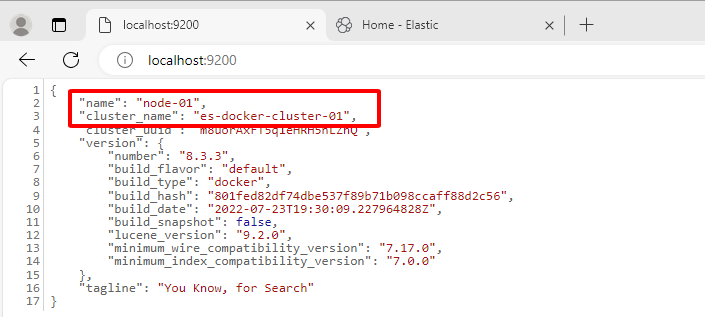 localhost:9200
Home - Elastic
localhost:9200
1 {
2 "name": "node-01",
3 "cluster_name": "es-docker-cluster-01",
4 "cluster_uuid"
5 "version": {
6 "number": "8.3.3",
7 "build_flavor": "default",
8 "build_type": "docker",
9 "build_hash": "801fed82df74dbe537f89b71b098ccaff88d2c56",
10 "build_date": "2022-07-23T19:30:09.227964828Z",
11 "build_snapshot": false,
12 "lucene_version": "9.2.0",
13 "minimum_wire_compatibility_version": "7.17.0",
14 "minimum_index_compatibility_version": "7.0.0"
15 },
16 "tagline": "You Know, for Search"
17 }